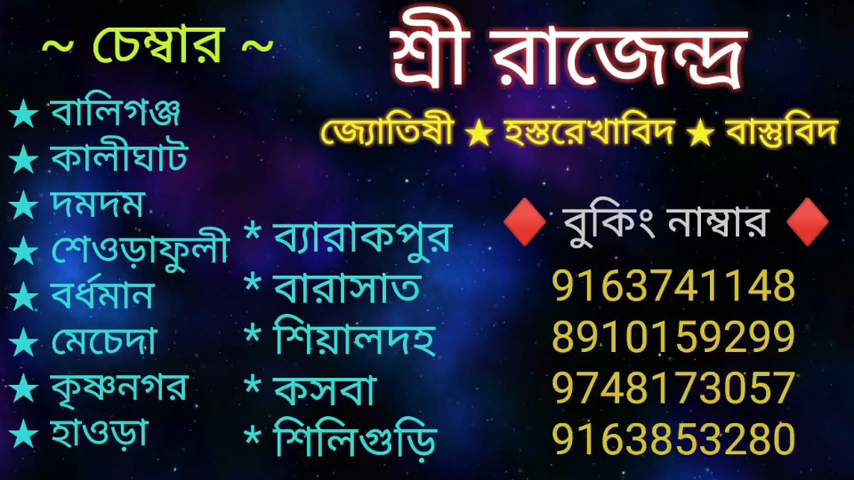 ~ চেম্বার ~
★ বালিগঞ্জ
★ কালীঘাট
★ দমদম
★ শেওড়াফুলী
★ বর্ধমান
★ মেচেদা
★ কৃষ্ণনগর
★ হাওড়া
* ব্যারাকপুর
* বারাসাত
* শিয়ালদহ
* কসবা
* শিলিগুড়ি
শ্রী রাজেন্দ্র
জ্যোতিষী ★ হস্তরেখাবিদ ★ বাস্তুবিদ
♦ বুকিং নাম্বার ♦
9163741148
8910159299
9748173057
9163853280